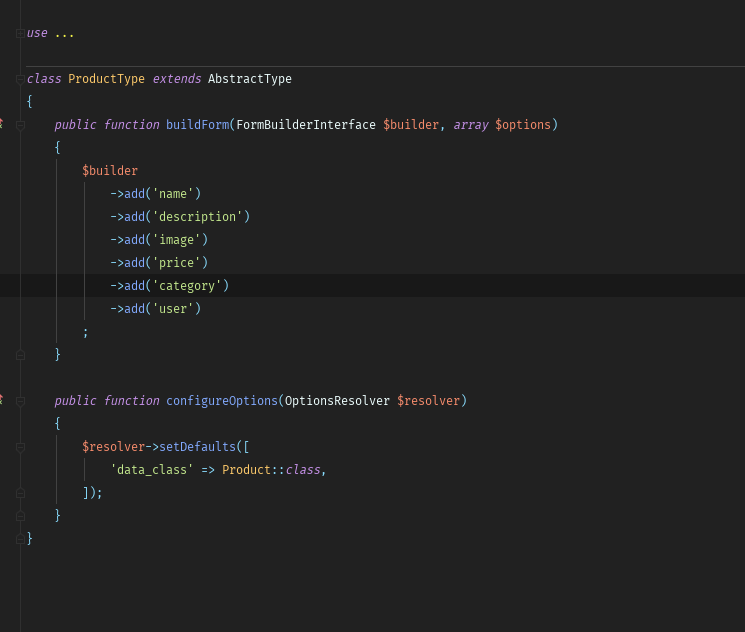 use ...
class ProductType extends AbstractType
{
    public function buildForm(FormBuilderInterface $builder, array $options)
    {
        $builder
            ->add('name')
            ->add('description')
            ->add('image')
            ->add('price')
            ->add('category')
            ->add('user')
        ;
    }
    public function configureOptions(OptionsResolver $resolver)
    {
        $resolver->setDefaults([
            'data_class' => Product::class,
        ]);
    }
}